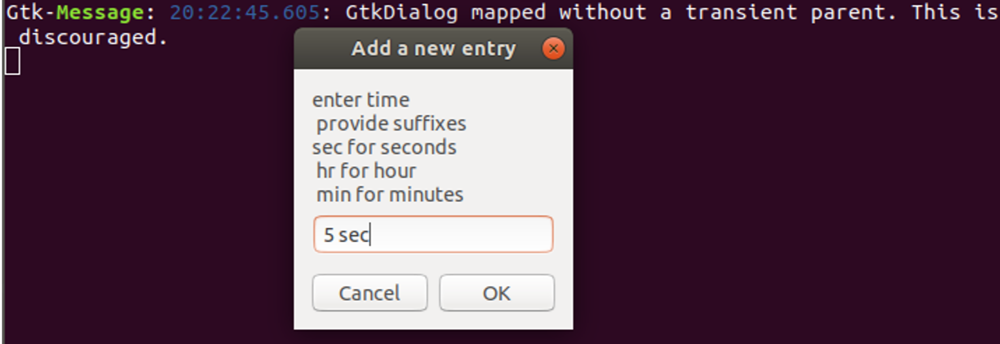 Gtk-Message: 20:22:45.605: GtkDialog mapped without a transient parent. This is
discouraged.
Add a new entry
enter time
provide suffixes
sec for seconds
hr for hour
min for minutes
5 sec
Cancel
OK